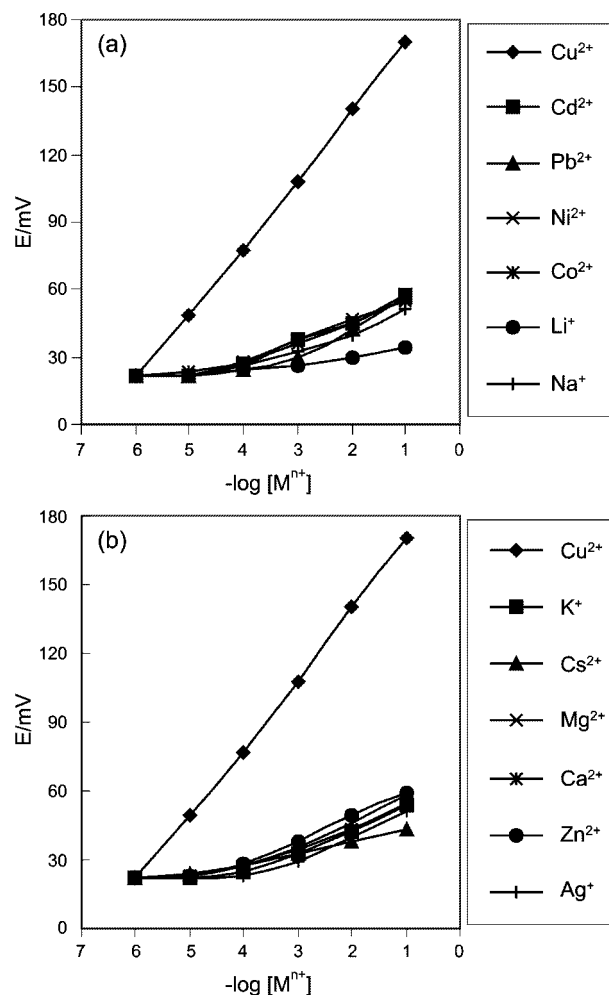 (a)
180
150
120
90
60
30
0
E/mV
7 6 5 4 3 2 1 0
-log [Mⁿ⁺]
Cu²⁺
Cd²⁺
Pb²⁺
Ni²⁺
Co²⁺
Li⁺
Na⁺
(b)
180
150
120
90
60
30
0
E/mV
7 6 5 4 3 2 1 0
-log [Mⁿ⁺]
Cu²⁺
K⁺
Cs²⁺
Mg²⁺
Ca²⁺
Zn²⁺
Ag⁺